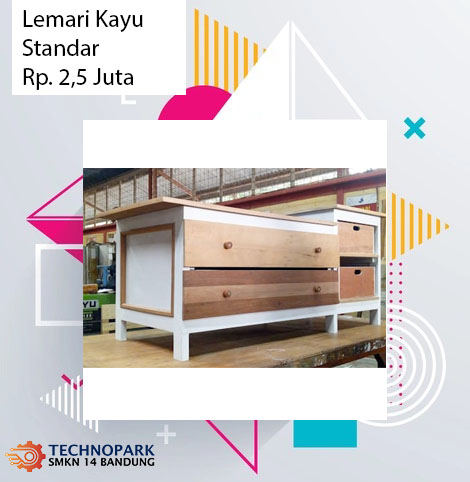 Lemari Kayu
Standar
Rp. 2,5 Juta
TECHNOPARK
SMKN 14 BANDUNG